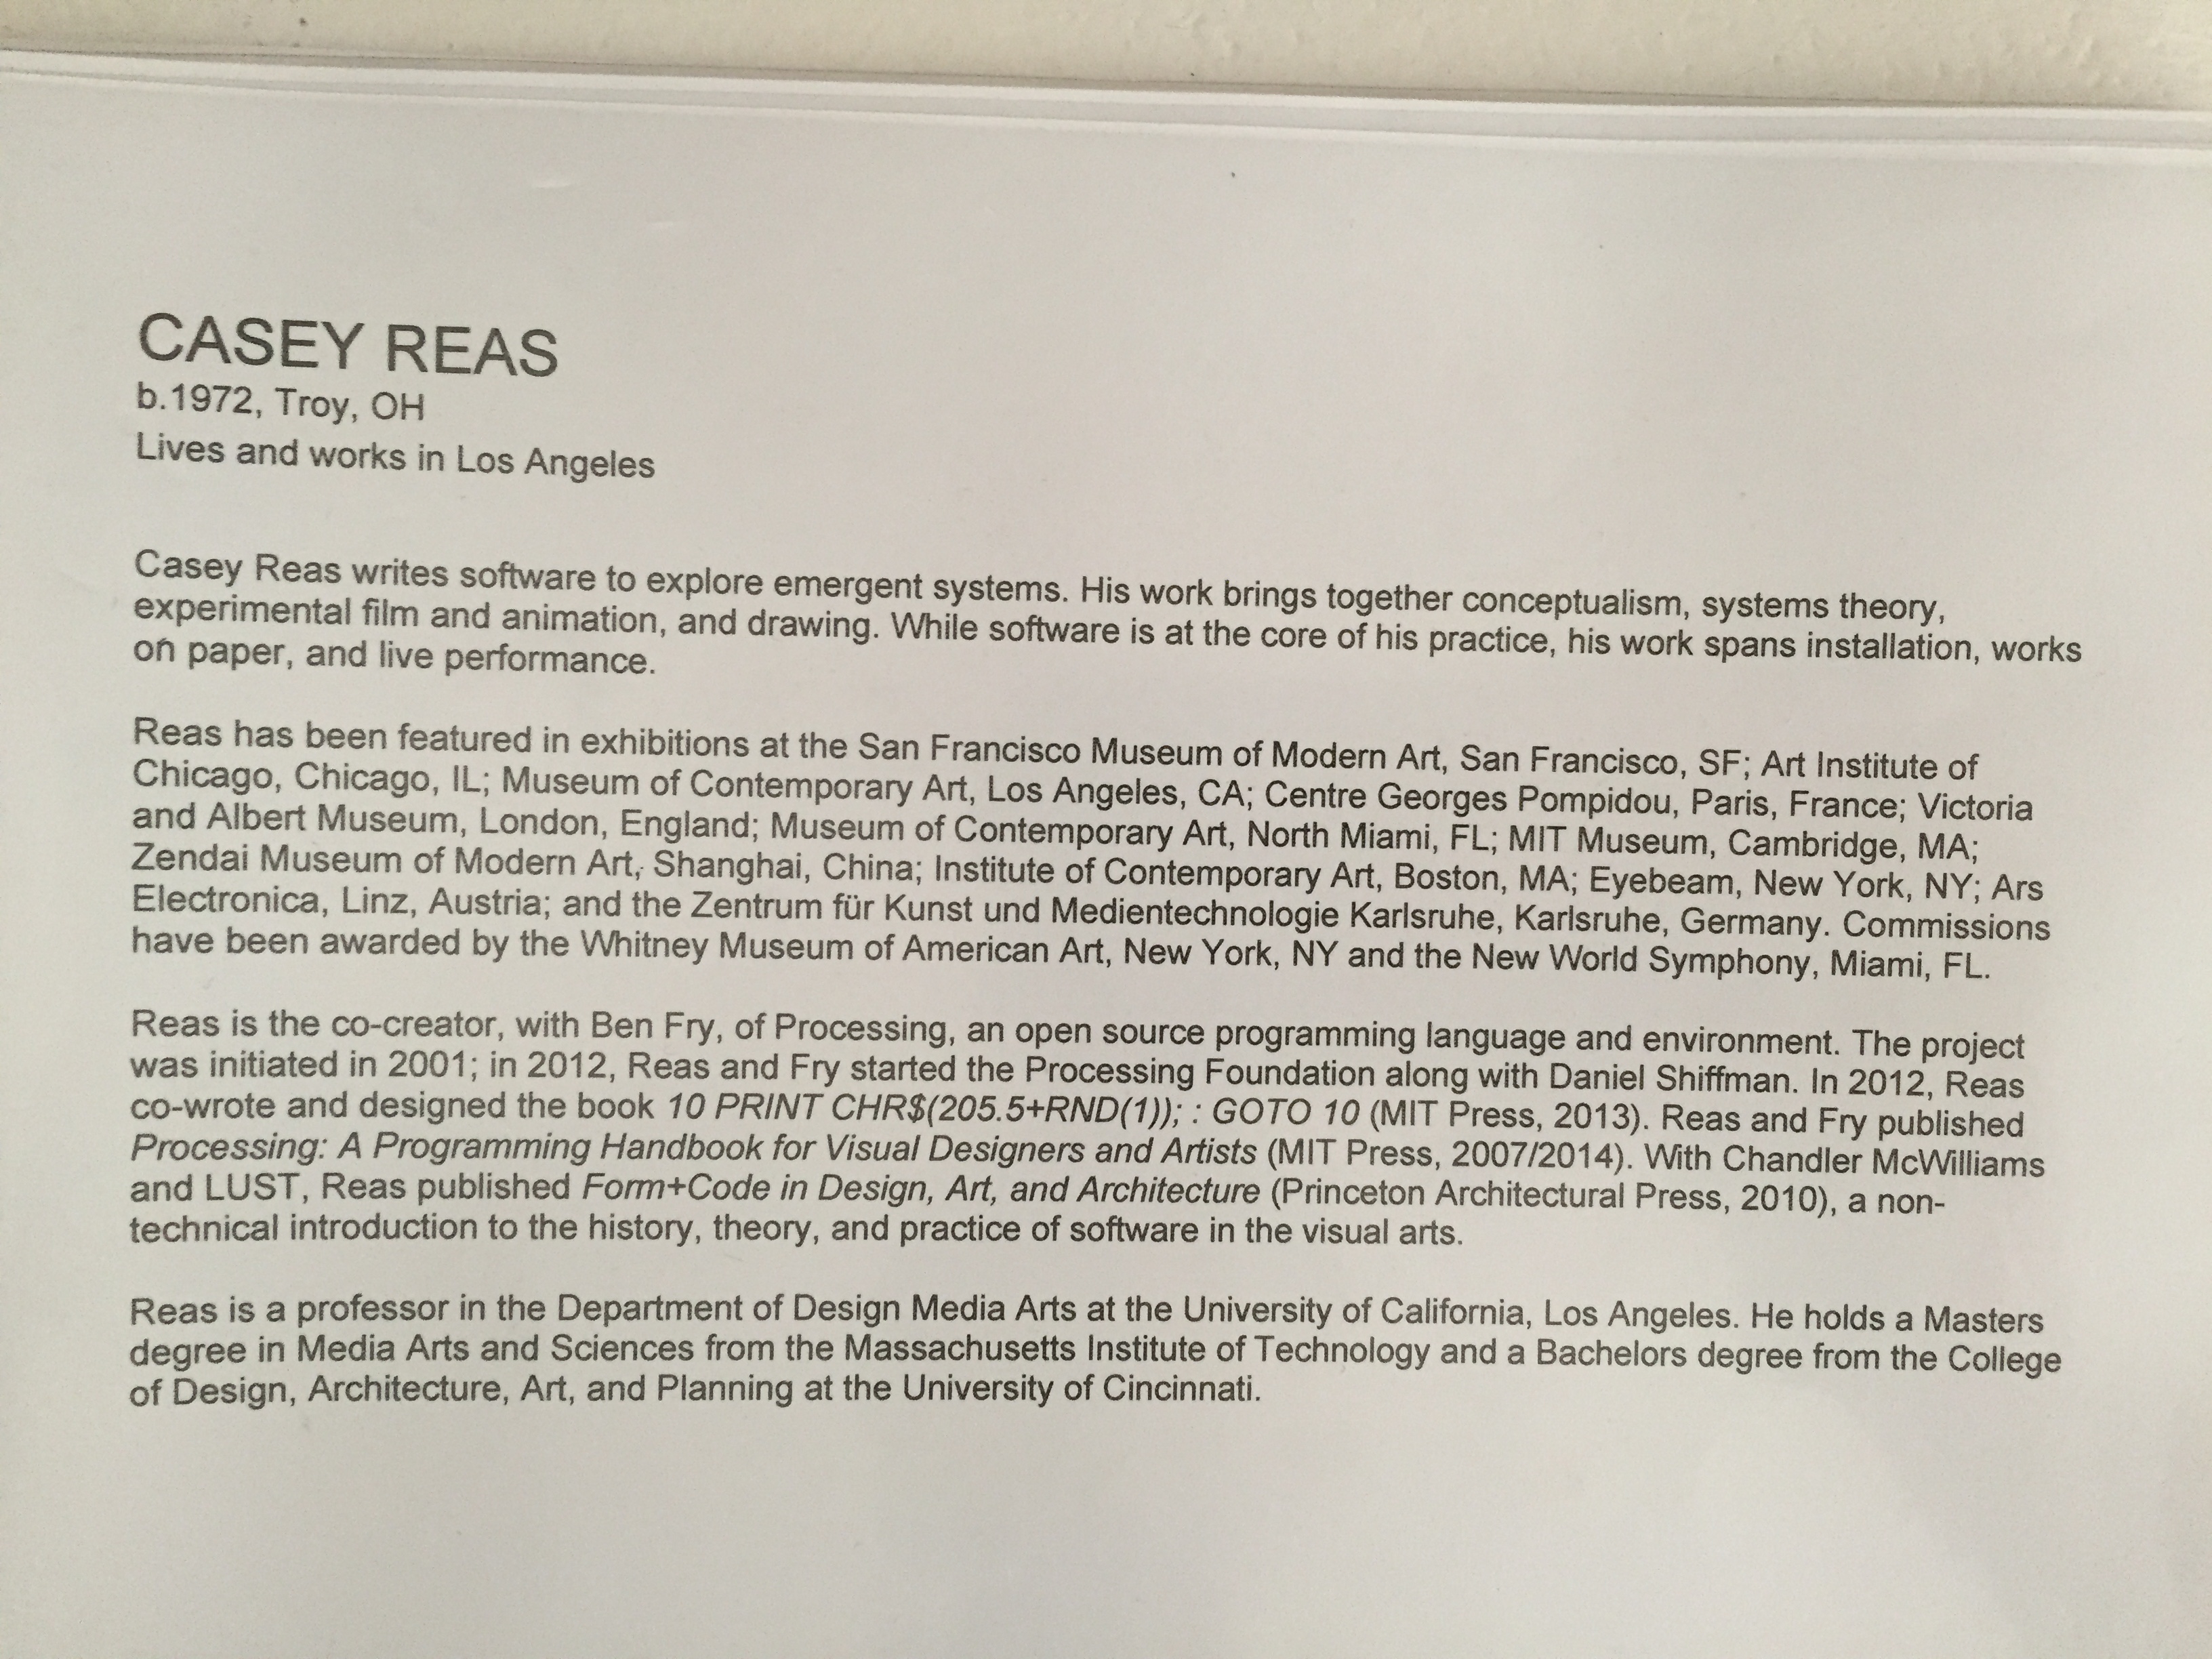 CASEY REAS
b.1972, Troy, OH
Lives and works in Los Angeles
Casey Reas writes software to explore emergent systems. His work brings together conceptualism, systems theory,
experimental film and animation, and drawing. While software is at the core of his practice, his work spans installation, works
on paper, and live performance.
Reas has been featured in exhibitions at the San Francisco Museum of Modern Art, San Francisco, SF; Art Institute of
Chicago, Chicago, IL; Museum of Contemporary Art, Los Angeles, CA; Centre Georges Pompidou, Paris, France; Victoria
and Albert Museum, London, England; Museum of Contemporary Art, North Miami, FL; MIT Museum, Cambridge, MA;
Zendai Museum of Modern Art, Shanghai, China; Institute of Contemporary Art, Boston, MA; Eyebeam, New York, NY; Ars
Electronica, Linz, Austria; and the Zentrum für Kunst und Medientechnologie Karlsruhe, Karlsruhe, Germany. Commissions
have been awarded by the Whitney Museum of American Art, New York, NY and the New World Symphony, Miami, FL.
Reas is the co-creator, with Ben Fry, of Processing, an open source programming language and environment. The project
was initiated in 2001; in 2012, Reas and Fry started the Processing Foundation along with Daniel Shiffman. In 2012, Reas
co-wrote and designed the book 10 PRINT CHR$(205.5+RND(1)); : GOTO 10 (MIT Press, 2013). Reas and Fry published
Processing: A Programming Handbook for Visual Designers and Artists (MIT Press, 2007/2014). With Chandler McWilliams
and LUST, Reas published Form+Code in Design, Art, and Architecture (Princeton Architectural Press, 2010), a non-
technical introduction to the history, theory, and practice of software in the visual arts.
Reas is a professor in the Department of Design Media Arts at the University of California, Los Angeles. He holds a Masters
degree in Media Arts and Sciences from the Massachusetts Institute of Technology and a Bachelors degree from the College
of Design, Architecture, Art, and Planning at the University of Cincinnati.